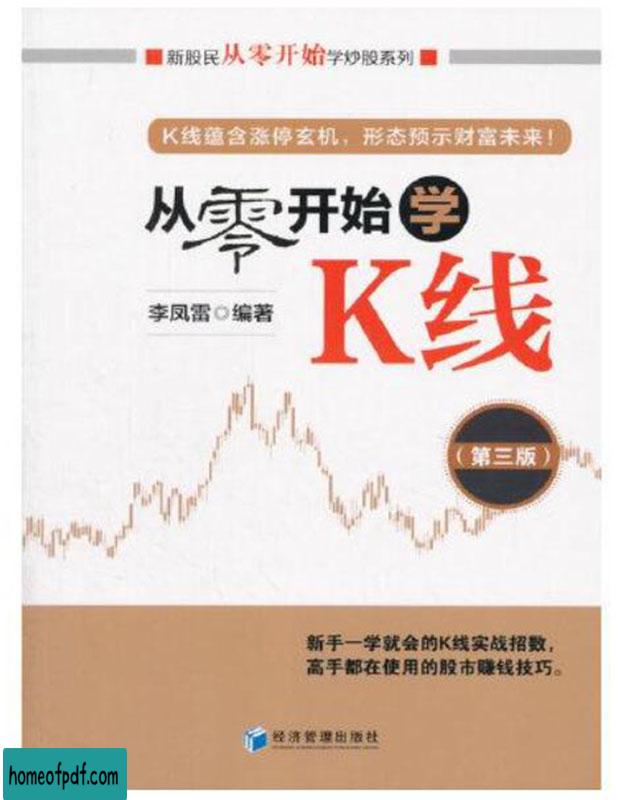 新股民从零开始学炒股系列
K线蕴含涨停玄机，形态预示财富未来！
从零开始学
K线
李凤雷◎编著
（第三版）
新手一学就会的K线实战招数，
高手都在使用的股市赚钱技巧。
经济管理出版社
homeofpdf.com